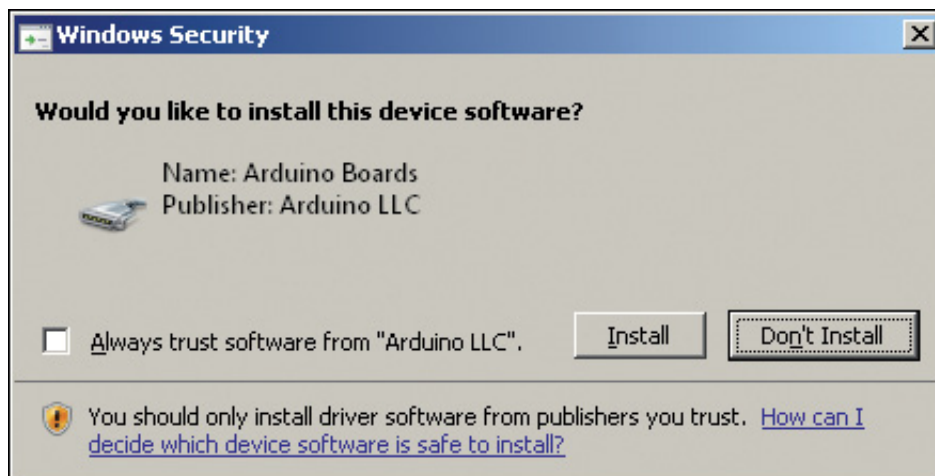 Windows Security
Would you like to install this device software?
Name: Arduino Boards
Publisher: Arduino LLC
Always trust software from "Arduino LLC".
Install
Don't Install
You should only install driver software from publishers you trust. How can I
decide which device software is safe to install?